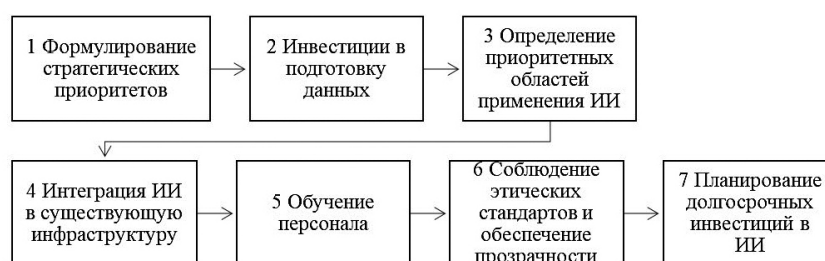 1 Формулирование
стратегических
приоритетов
2 Инвестиции в
подготовку
данных
3 Определение
приоритетных
областей
применения ИИ
4 Интеграция ИИ
в существующую
инфраструктуру
5 Обучение
персонала
6 Соблюдение
этических
стандартов и
обеспечение
прозрачности
7 Планирование
долгосрочных
инвестиций в
ИИ